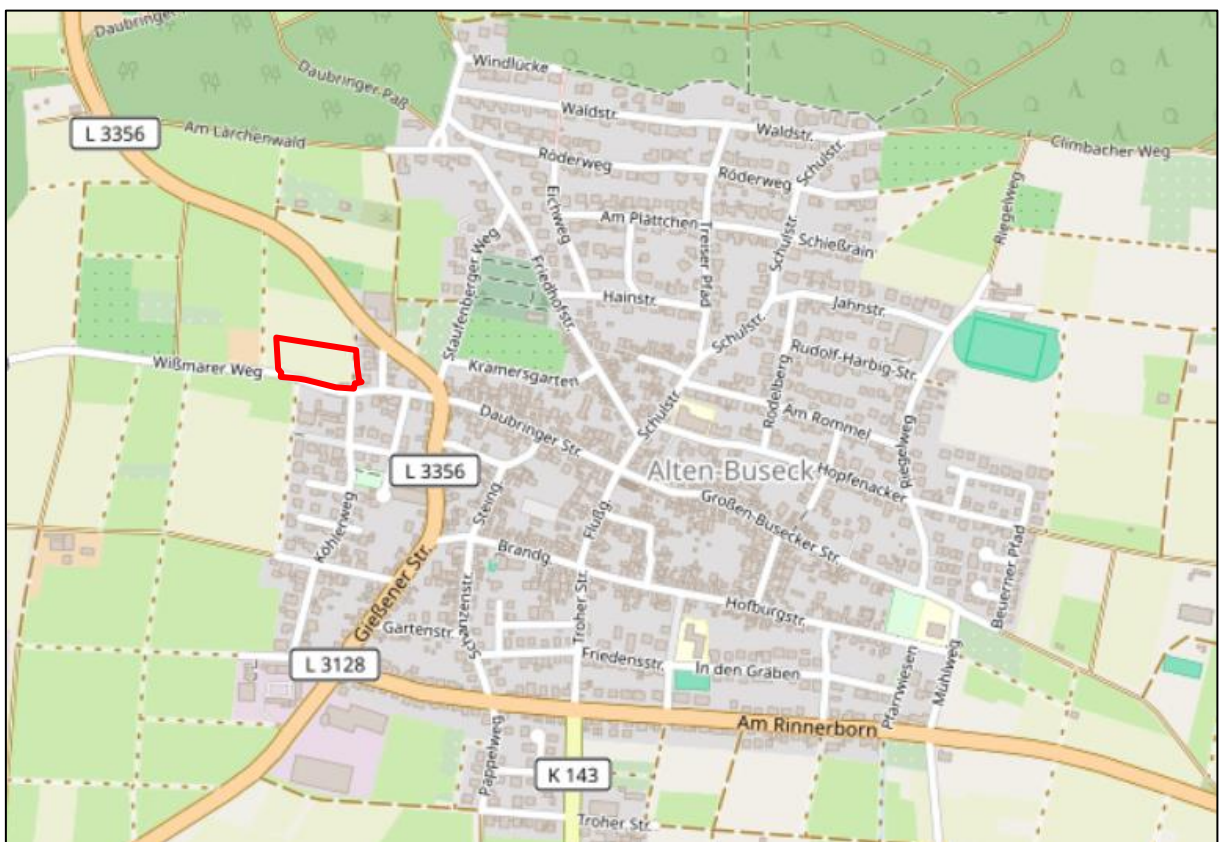 Daubringer
Windlücke
Daubringer Paß
Waldstr.
Waldstr.
L 3356
Am Lärchenwald
Climbacher Weg
Schulstr.
Röderweg
Röderweg
Eichweg
Riegelweg
Am Plättchen
Treiser Pfad
Schulstr.
Schießrain
Staufenberger Weg
Friedhofstr.
Hainstr.
Jahnstr.
Schulstr.
Rudolf-Harbig-Str.
Wißmarer Weg
Kramersgarten
Rödelberg
Am Rommel
Daubringer Str.
Schulstr.
Riegelweg
L 3356
Alten-Buseck
Hopfenacker
Großen-Busecker Str.
Steing.
Flußg.
Köhlerweg
Brandg.
Beuerner Pfad
Gießener Str.
Schanzenstr.
Troher Str.
Hofburgstr.
Gartenstr.
Friedensstr.
In den Gräben
L 3128
Pfarrwiesen
Mühlweg
Am Rinnerborn
Pappelweg
K 143
Troher Str.